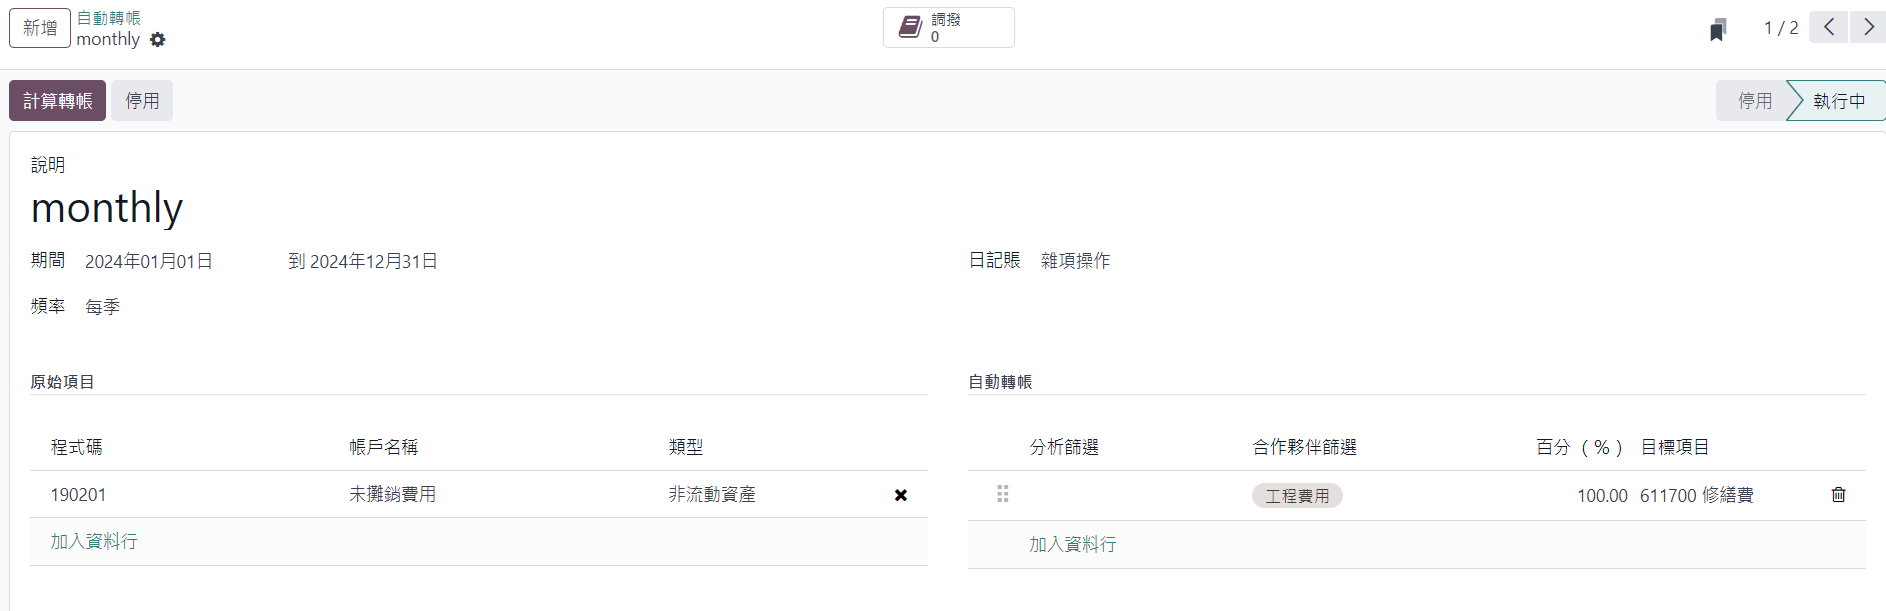 新增
自動轉帳
monthly
調撥
0
1 / 2
計算轉帳
停用
停用
執行中
說明
monthly
期間 2024年01月01日 到 2024年12月31日
日記賬 雜項操作
頻率 每季
原始項目
程式碼 帳戶名稱 類型
190201 未攤銷費用 非流動資產
加入資料行
自動轉帳
分析篩選 合作夥伴篩選 百分（%） 目標項目
工程費用 100.00 611700 修繕費
加入資料行